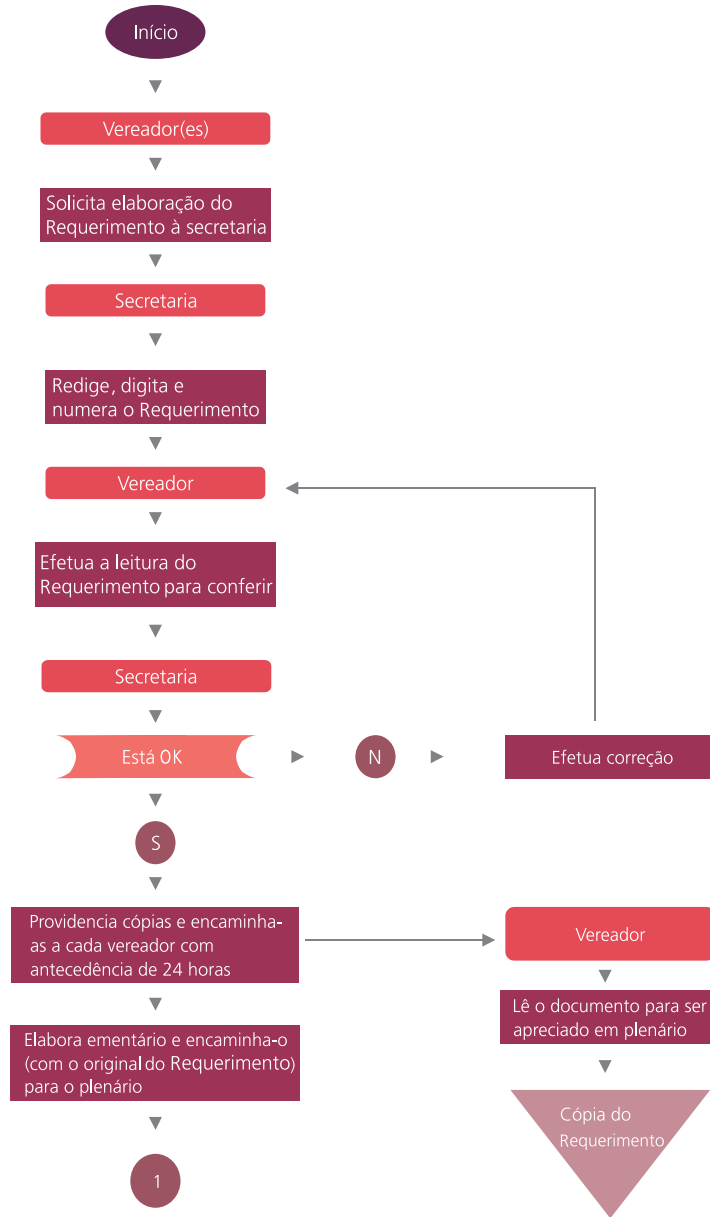 Início
Vereador(es)
Solicita elaboração do
Requerimento à secretaria
Secretaria
Redige, digita e
numera o Requerimento
Vereador
Efetua a leitura do
Requerimento para conferir
Secretaria
Está OK
N
Efetua correção
S
Providencia cópias e encaminha-
as a cada vereador com
antecedência de 24 horas
Vereador
Lê o documento para ser
apreciado em plenário
Elabora ementário e encaminha-o
(com o original do Requerimento)
para o plenário
Cópia do
Requerimento
1